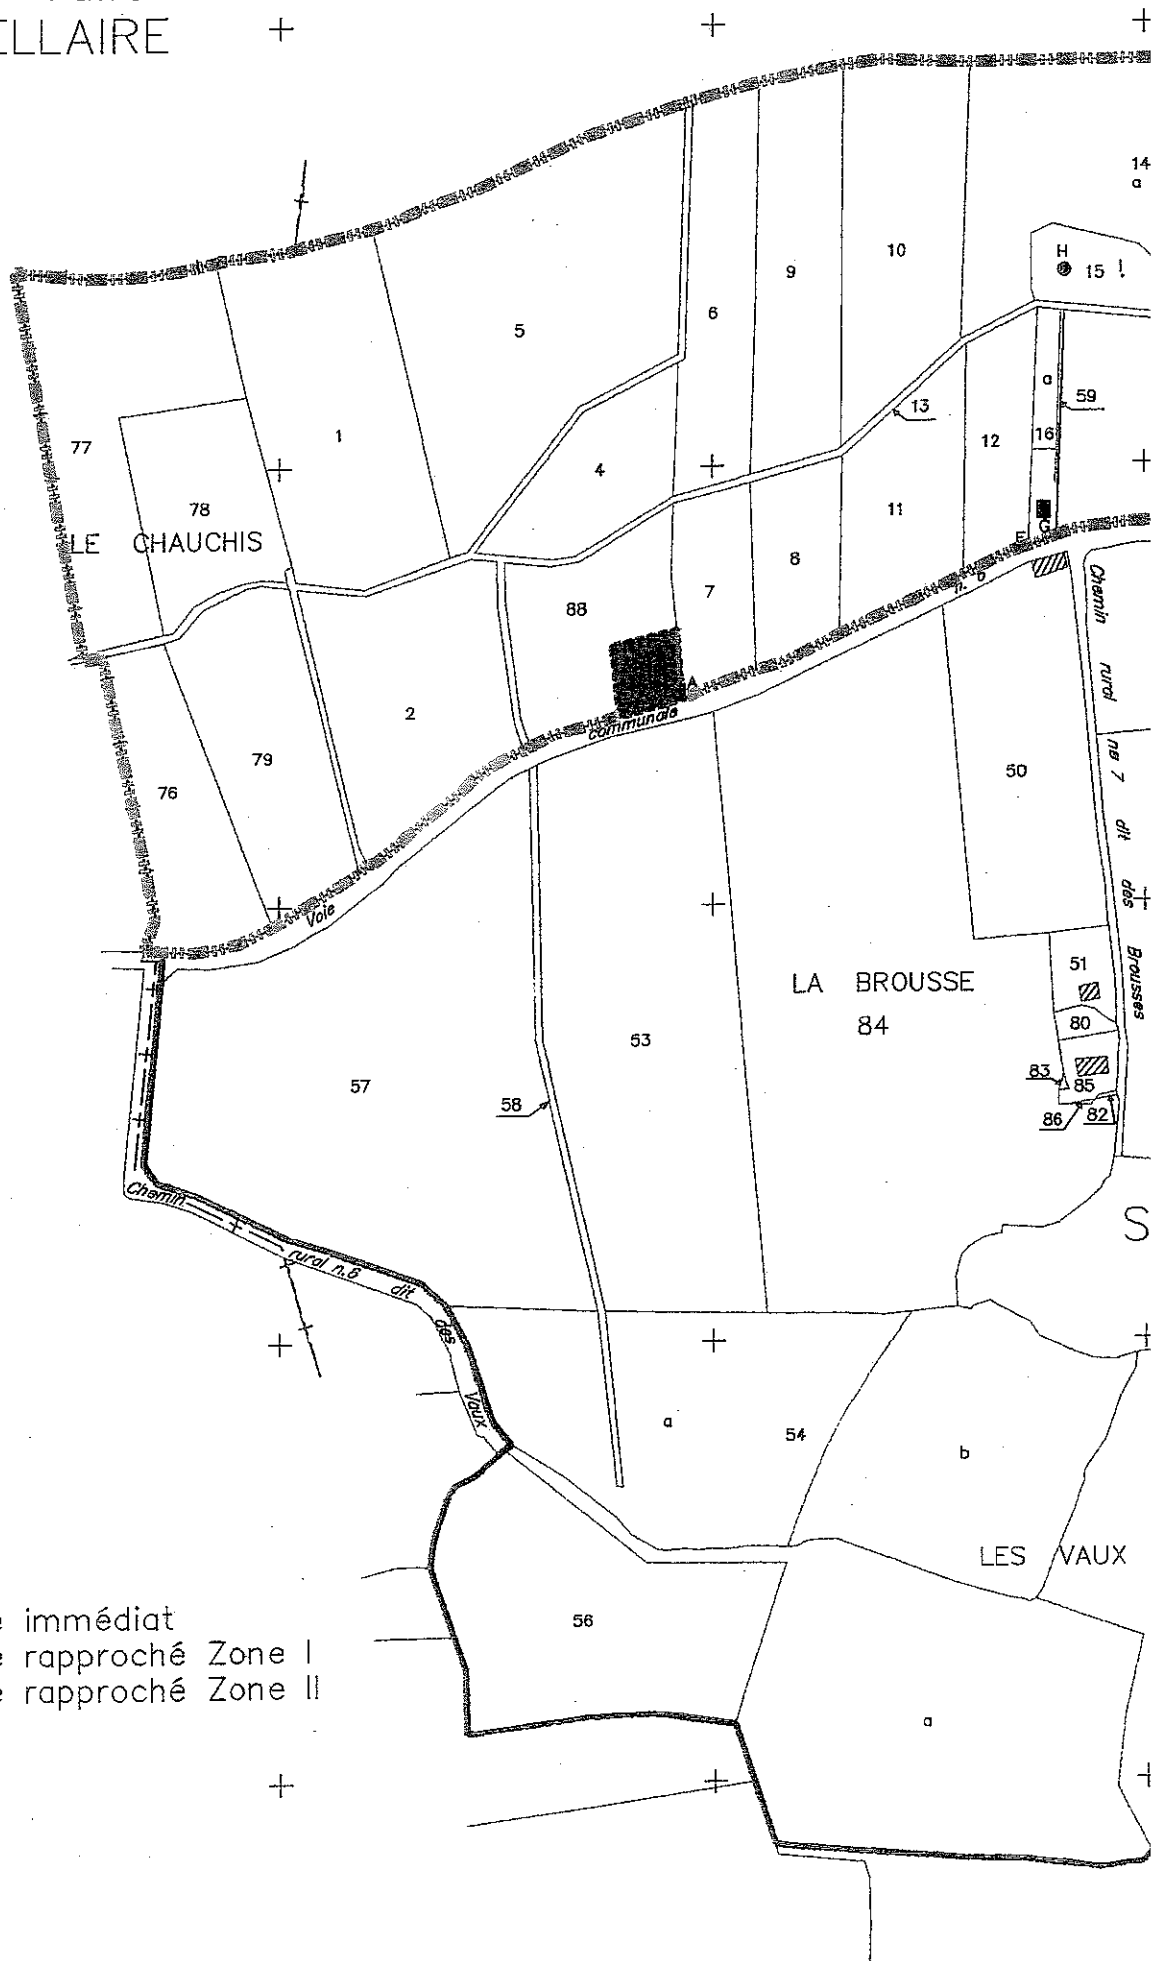 ELLAIRE
14
a
H
15
10
9
6
5
a
59
13
16
12
1
77
4
78
11
LE CHAUCHIS
E
G
8
7
88
A
n. 6
2
communale
79
76
50
Voie
Chemin rural n° 7 dit des Brousses
LA BROUSSE
84
51
80
53
83
85
57
58
86
82
Chemin rural n.6 dit des Vaux
S
a
54
b
LES VAUX
56
e immédiat
e rapproché Zone I
e rapproché Zone II
a